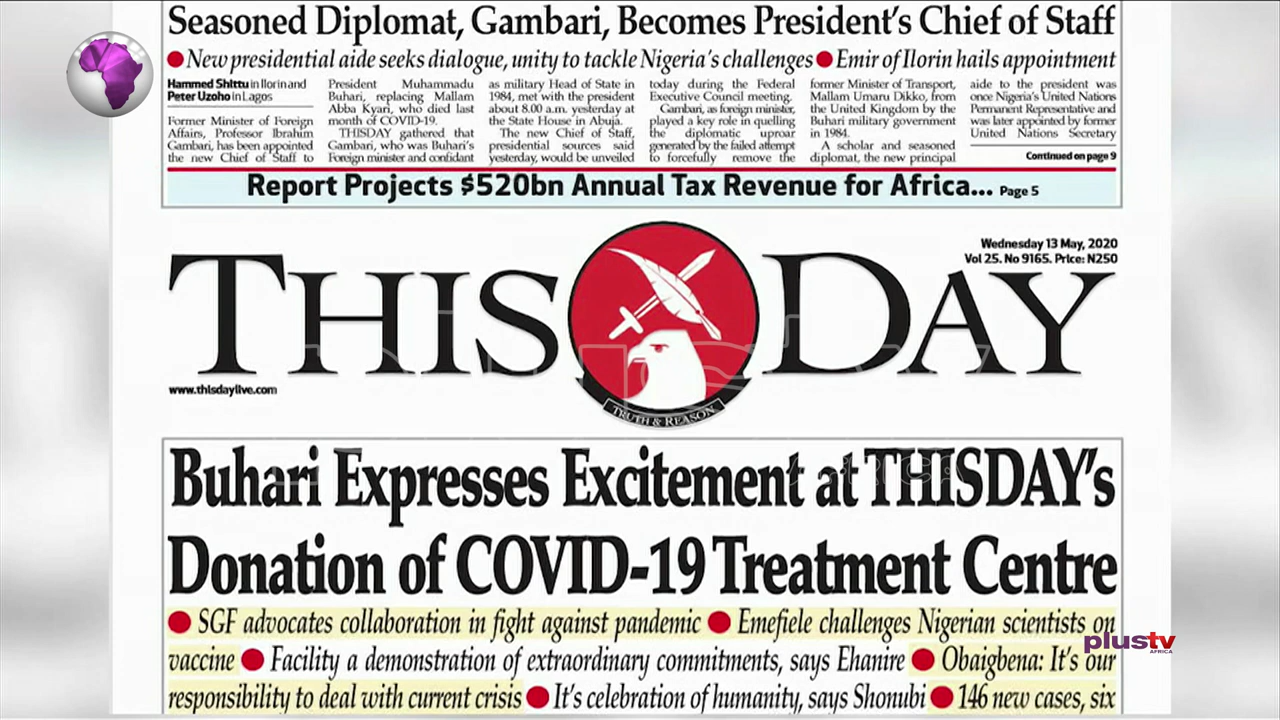 Seasoned Diplomat, Gambari, Becomes President's Chief of Staff
● New presidential aide seeks dialogue, unity to tackle Nigeria's challenges ● Emir of Ilorin hails appointment
Hammed Shittu in Ilorin and
Peter Uzoho in Lagos
Former Minister of Foreign
Affairs, Professor Ibrahim
Gambari, has been appointed
the new Chief of Staff to
President Muhammadu
Buhari, replacing Mallam
Abba Kyari, who died last
month of COVID-19.
THISDAY gathered that
Gambari, who was Buhari's
Foreign minister and confidant
as military Head of State in
1984, met with the president
about 8.00 a.m. yesterday at
the State House in Abuja.
The new Chief of Staff,
presidential sources said
yesterday, would be unveiled
today during the Federal
Executive Council meeting.
Gambari, as foreign minister,
played a key role in quelling
the diplomatic uproar
generated by the failed attempt
to forcefully remove the
former Minister of Transport,
Mallam Umaru Dikko, from
the United Kingdom by the
Buhari military government
in 1984.
A scholar and seasoned
diplomat, the new principal
aide to the president was
once Nigeria's United Nations
Permanent Representative and
was later appointed by former
United Nations Secretary
Continued on page 9
Report Projects $520bn Annual Tax Revenue for Africa... Page 5
Wednesday 13 May, 2020
Vol 25. No 9165. Price: N250
THISDAY
TRUTH & REASON
www.thisdaylive.com
Buhari Expresses Excitement at THISDAY's
Donation of COVID-19 Treatment Centre
● SGF advocates collaboration in fight against pandemic ● Emefiele challenges Nigerian scientists on
vaccine ● Facility a demonstration of extraordinary commitments, says Ehanire ● Obaigbena: It's our
responsibility to deal with current crisis ● It's celebration of humanity, says Shonubi ● 146 new cases, six
plustv
AFRICA